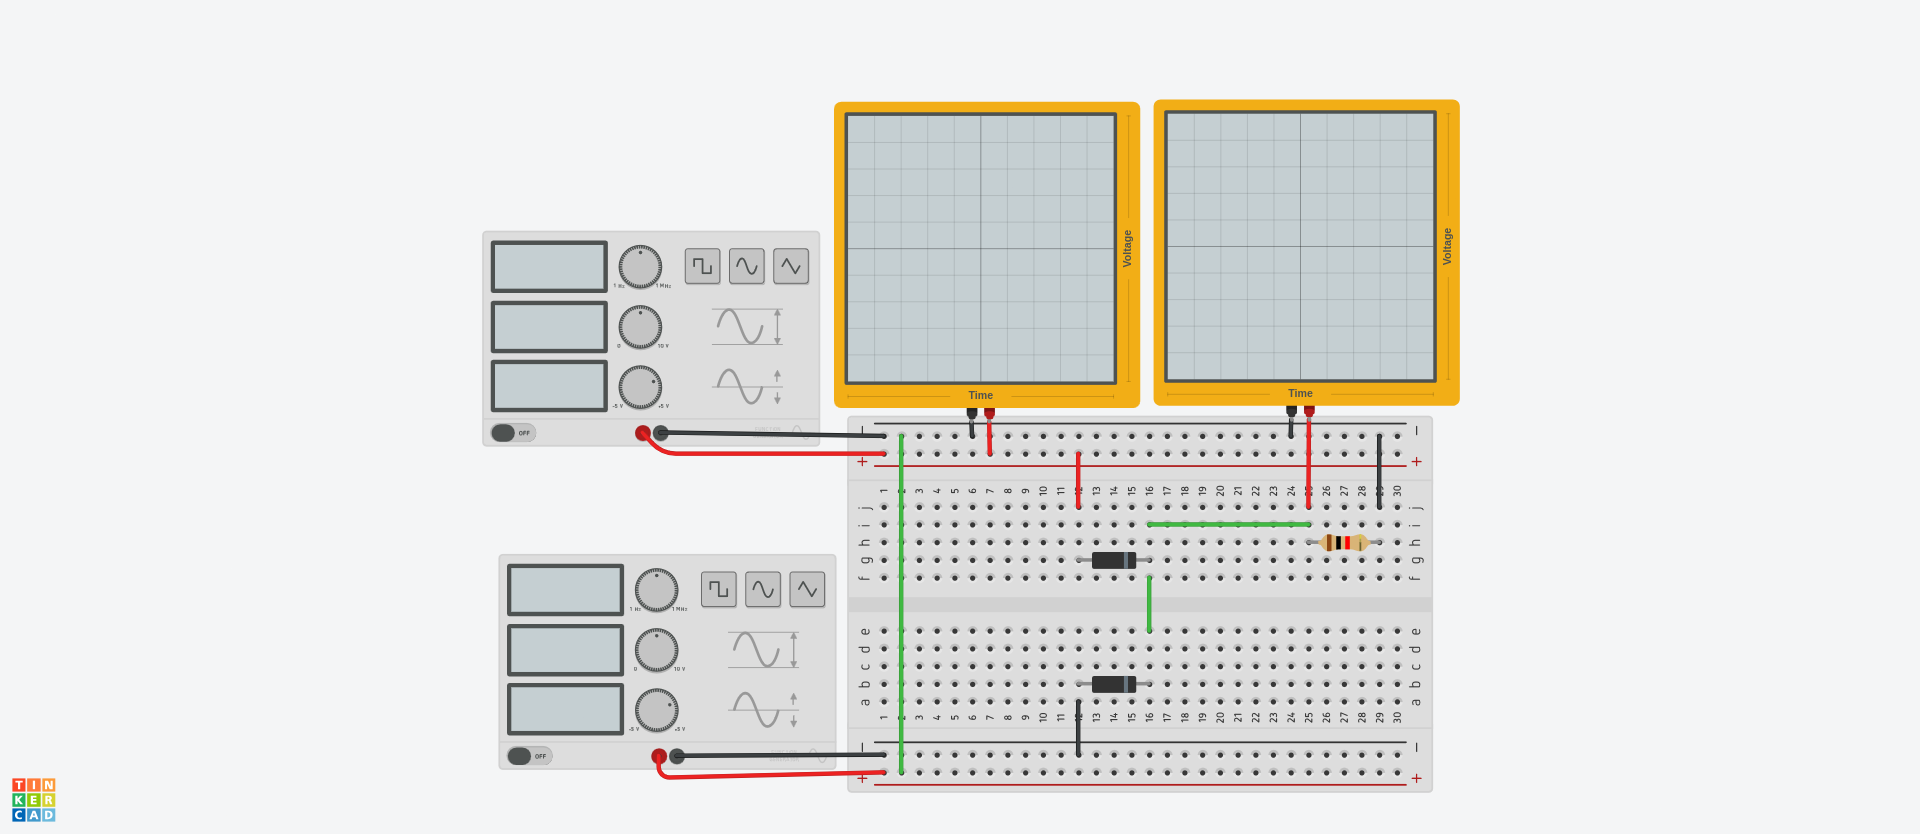 Voltage
Voltage
Time
Time
1 Hz 1 MHz
0 10 V
-5 V +5 V
OFF
− −
+ +
1 3 4 5 6 7 8 9 10 11 12 13 14 15 16 17 18 19 20 21 22 23 24 26 27 28 29 30
j j
i i
h h
g g
f f
1 Hz 1 MHz
0 10 V
-5 V +5 V
OFF
e e
d d
c c
b b
a a
1 3 4 5 6 7 8 9 10 11 12 13 14 15 16 17 18 19 20 21 22 23 24 25 26 27 28 29 30
− −
+ +
TIN
KER
CAD